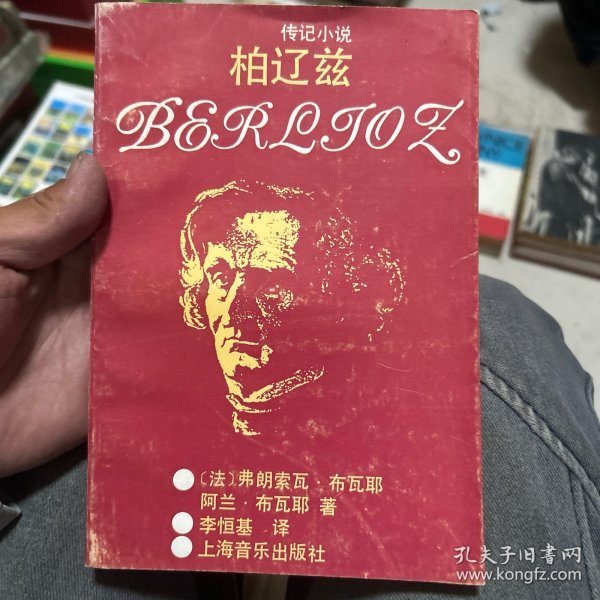 传记小说
柏辽兹
BERLIOZ
〔法〕弗朗索瓦·布瓦耶
阿兰·布瓦耶 著
李恒基 译
上海音乐出版社
孔夫子旧书网
www.kongfz.com